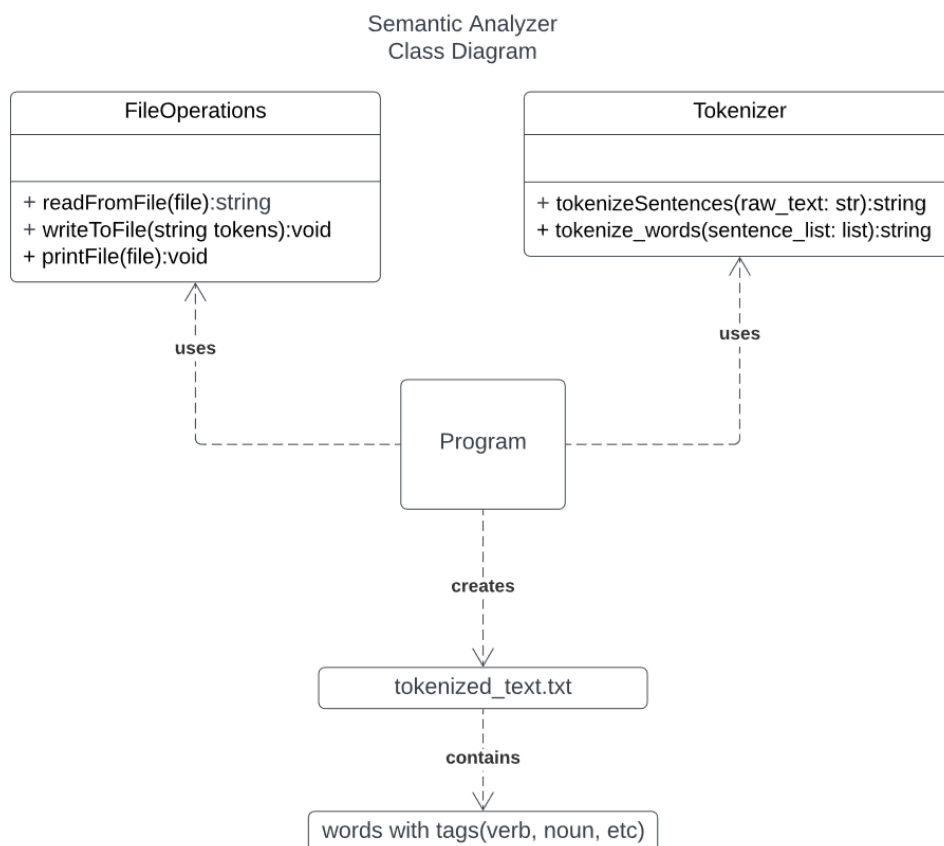 Semantic Analyzer
Class Diagram
FileOperations
+ readFromFile(file):string
+ writeToFile(string tokens):void
+ printFile(file):void
Tokenizer
+ tokenizeSentences(raw_text: str):string
+ tokenize_words(sentence_list: list):string
uses
uses
Program
creates
tokenized_text.txt
contains
words with tags(verb, noun, etc)